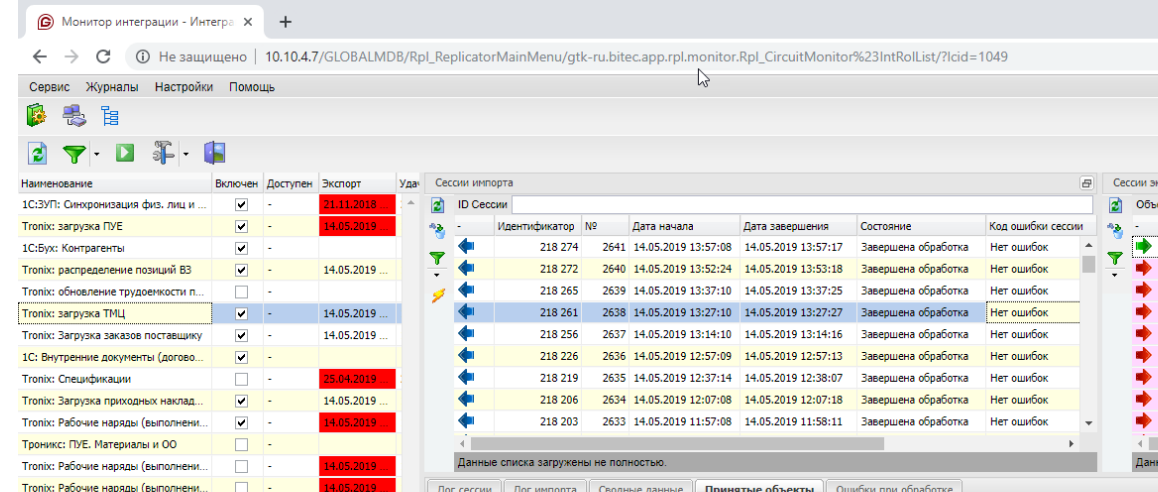 Монитор интеграции - Интегра
Не защищено 10.10.4.7/GLOBALMDB/Rpl_ReplicatorMainMenu/gtk-ru.bitec.app.rpl.monitor.Rpl_CircuitMonitor%23IntRolList/?lcid=1049
Сервис Журналы Настройки Помощь
Наименование Включен Доступен Экспорт Удач
1С:ЗУП: Синхронизация физ. лиц и ... - 21.11.2018 ...
Tronix: загрузка ПУЕ - 14.05.2019 ...
1С:Бух: Контрагенты -
Tronix: распределение позиций ВЗ - 14.05.2019 ...
Tronix: обновление трудоемкости п... -
Tronix: загрузка ТМЦ - 14.05.2019 ...
Tronix: Загрузка заказов поставщику - 14.05.2019 ...
1С: Внутренние документы (догово... -
Tronix: Спецификации - 25.04.2019 ...
Tronix: Загрузка приходных наклад... - 14.05.2019 ...
Tronix: Рабочие наряды (выполнени... - 14.05.2019 ...
Троникс: ПУЕ. Материалы и ОО -
Tronix: Рабочие наряды (выполнени... - 14.05.2019 ...
Tronix: Рабочие наряды (выполнени... - 14.05.2019 ...
Сессии импорта
ID Сессии
- Идентификатор № Дата начала Дата завершения Состояние Код ошибки сессии
218 274 2641 14.05.2019 13:57:08 14.05.2019 13:57:17 Завершена обработка Нет ошибок
218 272 2640 14.05.2019 13:52:24 14.05.2019 13:53:18 Завершена обработка Нет ошибок
218 265 2639 14.05.2019 13:37:10 14.05.2019 13:37:25 Завершена обработка Нет ошибок
218 261 2638 14.05.2019 13:27:10 14.05.2019 13:27:27 Завершена обработка Нет ошибок
218 256 2637 14.05.2019 13:14:10 14.05.2019 13:14:16 Завершена обработка Нет ошибок
218 226 2636 14.05.2019 12:57:09 14.05.2019 12:57:13 Завершена обработка Нет ошибок
218 219 2635 14.05.2019 12:37:14 14.05.2019 12:38:07 Завершена обработка Нет ошибок
218 206 2634 14.05.2019 12:07:08 14.05.2019 12:07:18 Завершена обработка Нет ошибок
218 203 2633 14.05.2019 11:57:08 14.05.2019 11:58:11 Завершена обработка Нет ошибок
Данные списка загружены не полностью.
Лог сессии Лог импорта Сводные данные Принятые объекты Ошибки при обработке
Сессии эк
Объе
-
Данн